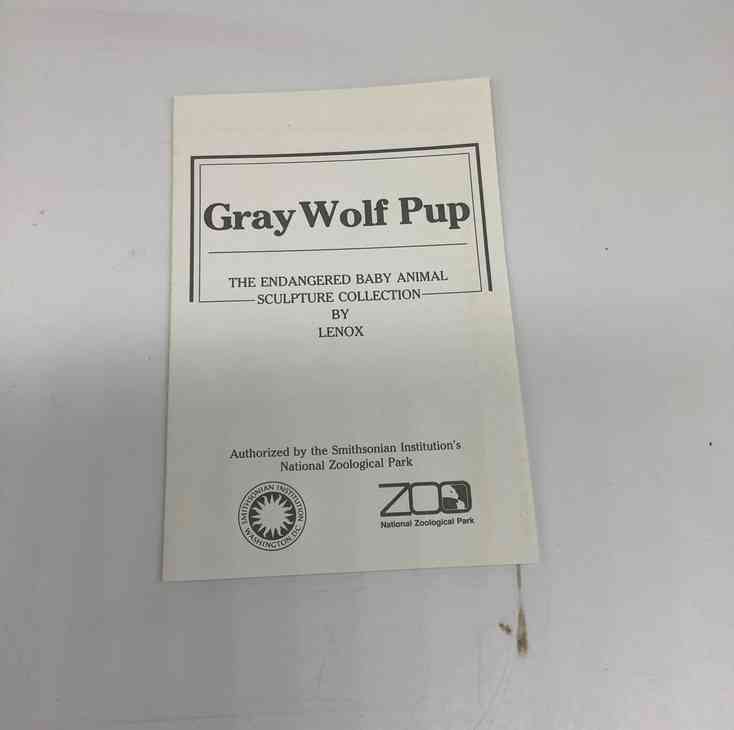 Gray Wolf Pup
THE ENDANGERED BABY ANIMAL
SCULPTURE COLLECTION
BY
LENOX
Authorized by the Smithsonian Institution's
National Zoological Park
SMITHSONIAN INSTITUTION
WASHINGTON, DC
ZOO
National Zoological Park